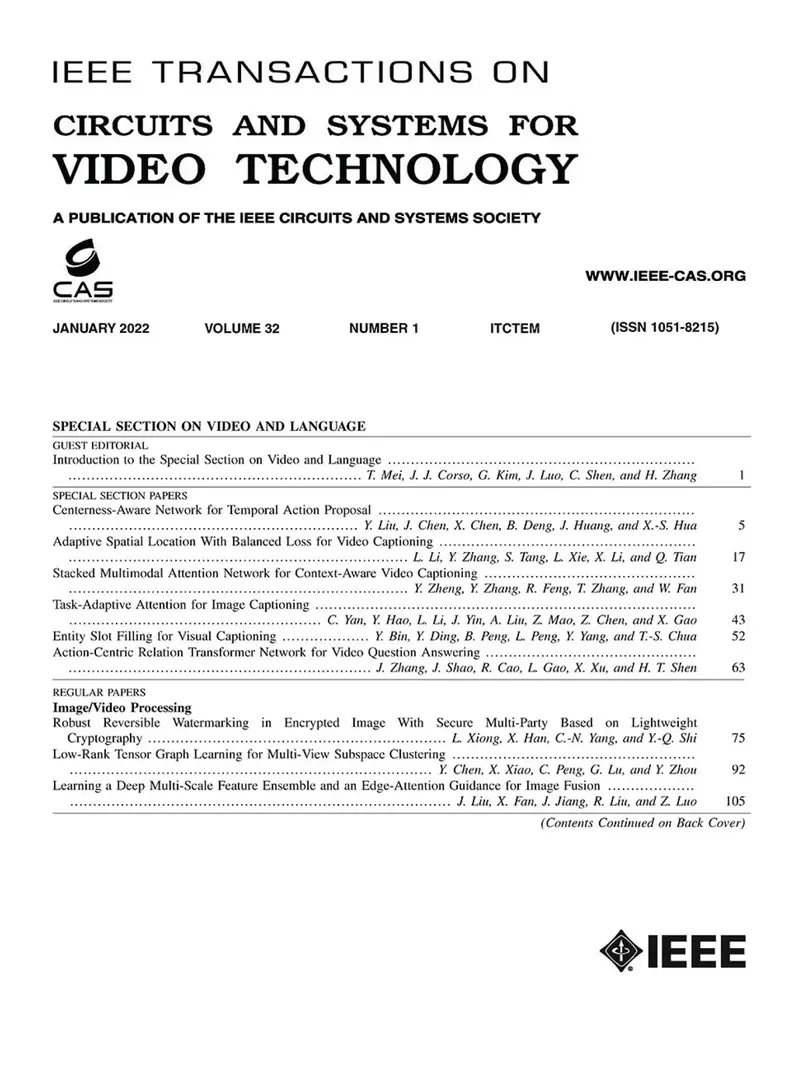 IEEE TRANSACTIONS ON
CIRCUITS AND SYSTEMS FOR
VIDEO TECHNOLOGY
A PUBLICATION OF THE IEEE CIRCUITS AND SYSTEMS SOCIETY
CAS
IEEE CIRCUITS AND SYSTEMS SOCIETY
WWW.IEEE-CAS.ORG
JANUARY 2022 VOLUME 32 NUMBER 1 ITCTEM (ISSN 1051-8215)
SPECIAL SECTION ON VIDEO AND LANGUAGE
GUEST EDITORIAL
Introduction to the Special Section on Video and Language ....................
.................... T. Mei, J. J. Corso, G. Kim, J. Luo, C. Shen, and H. Zhang 1
SPECIAL SECTION PAPERS
Centerness-Aware Network for Temporal Action Proposal ....................
.................... Y. Liu, J. Chen, X. Chen, B. Deng, J. Huang, and X.-S. Hua 5
Adaptive Spatial Location With Balanced Loss for Video Captioning ....................
.................... L. Li, Y. Zhang, S. Tang, L. Xie, X. Li, and Q. Tian 17
Stacked Multimodal Attention Network for Context-Aware Video Captioning ....................
.................... Y. Zheng, Y. Zhang, R. Feng, T. Zhang, and W. Fan 31
Task-Adaptive Attention for Image Captioning ....................
.................... C. Yan, Y. Hao, L. Li, J. Yin, A. Liu, Z. Mao, Z. Chen, and X. Gao 43
Entity Slot Filling for Visual Captioning .................... Y. Bin, Y. Ding, B. Peng, L. Peng, Y. Yang, and T.-S. Chua 52
Action-Centric Relation Transformer Network for Video Question Answering ....................
.................... J. Zhang, J. Shao, R. Cao, L. Gao, X. Xu, and H. T. Shen 63
REGULAR PAPERS
Image/Video Processing
Robust Reversible Watermarking in Encrypted Image With Secure Multi-Party Based on Lightweight
Cryptography .................... L. Xiong, X. Han, C.-N. Yang, and Y.-Q. Shi 75
Low-Rank Tensor Graph Learning for Multi-View Subspace Clustering ....................
.................... Y. Chen, X. Xiao, C. Peng, G. Lu, and Y. Zhou 92
Learning a Deep Multi-Scale Feature Ensemble and an Edge-Attention Guidance for Image Fusion ....................
.................... J. Liu, X. Fan, J. Jiang, R. Liu, and Z. Luo 105
(Contents Continued on Back Cover)
IEEE